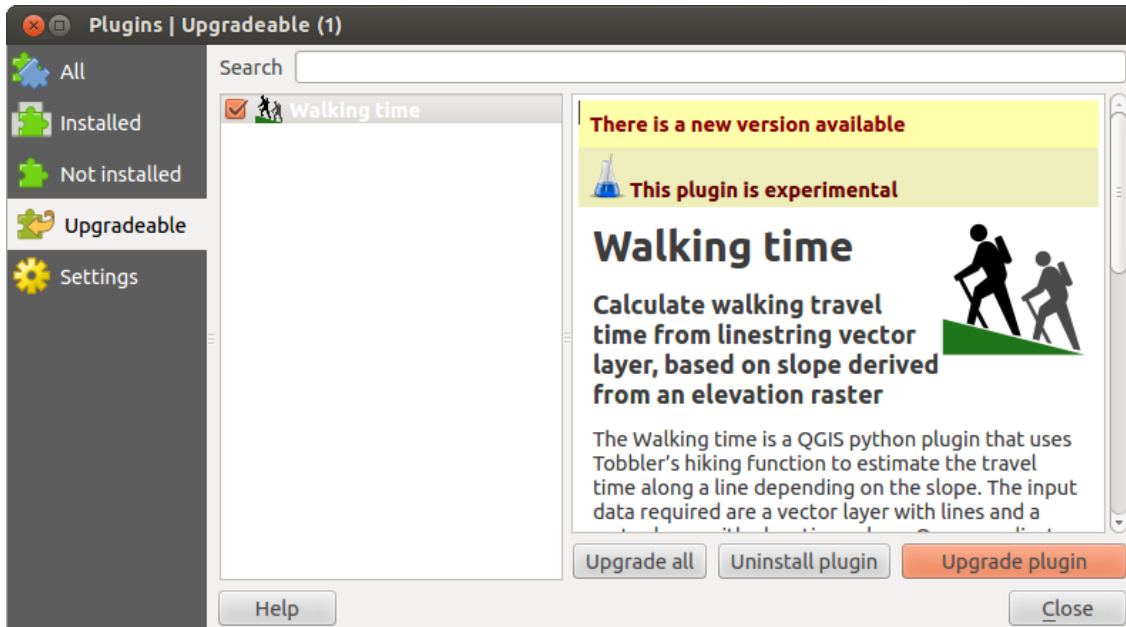 Plugins | Upgradeable (1)
All
Installed
Not installed
Upgradeable
Settings
Search
Walking time
There is a new version available
This plugin is experimental
Walking time
Calculate walking travel
time from linestring vector
layer, based on slope derived
from an elevation raster
The Walking time is a QGIS python plugin that uses
Tobbler's hiking function to estimate the travel
time along a line depending on the slope. The input
data required are a vector layer with lines and a
Upgrade all
Uninstall plugin
Upgrade plugin
Help
Close